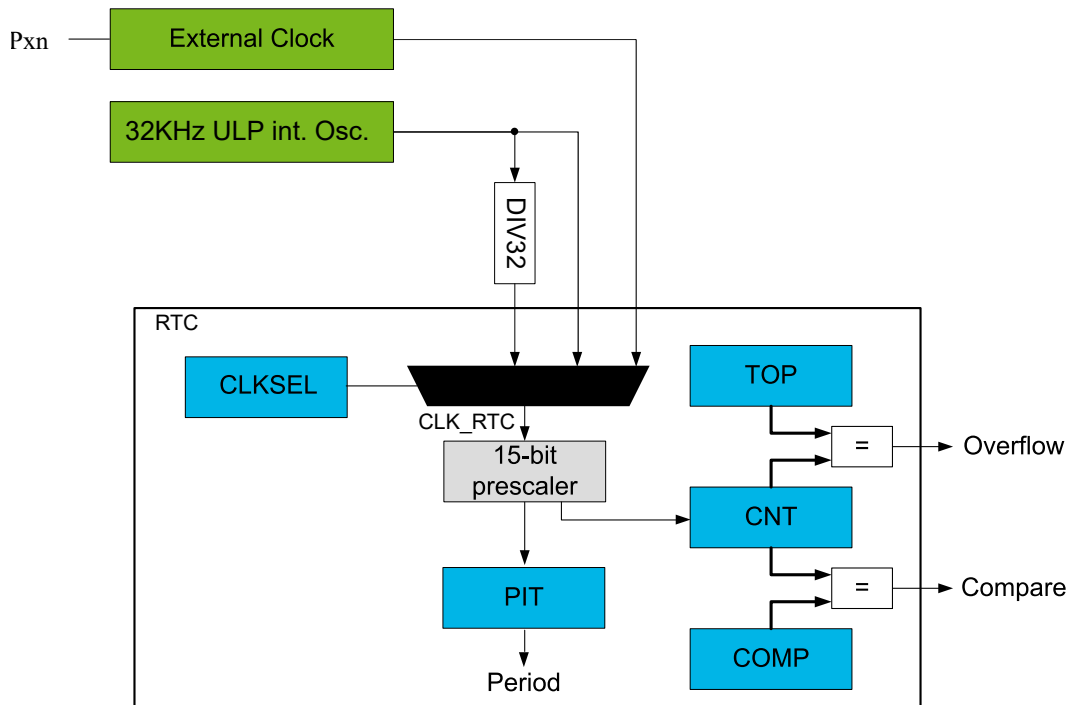 Pxn
External Clock
32KHz ULP int. Osc.
DIV32
RTC
CLKSEL
TOP
CLK_RTC
=
Overflow
15-bit
prescaler
CNT
PIT
=
Compare
COMP
Period